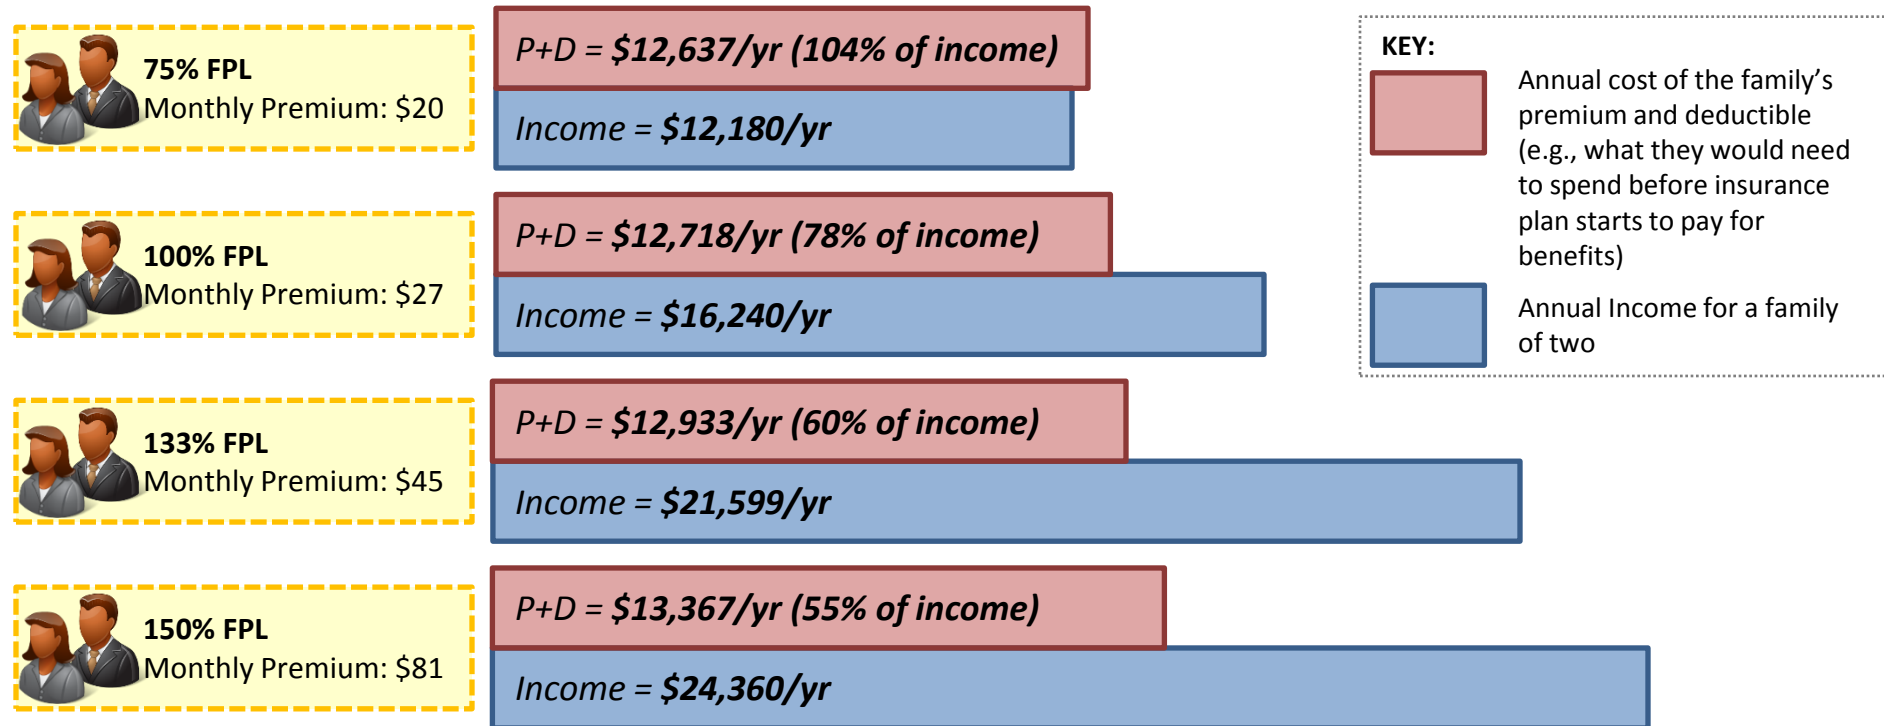 75% FPL
Monthly Premium: $20
P+D = $12,637/yr (104% of income)
Income = $12,180/yr
100% FPL
Monthly Premium: $27
P+D = $12,718/yr (78% of income)
Income = $16,240/yr
133% FPL
Monthly Premium: $45
P+D = $12,933/yr (60% of income)
Income = $21,599/yr
150% FPL
Monthly Premium: $81
P+D = $13,367/yr (55% of income)
Income = $24,360/yr
KEY:
Annual cost of the family’s
premium and deductible
(e.g., what they would need
to spend before insurance
plan starts to pay for
benefits)
Annual Income for a family
of two